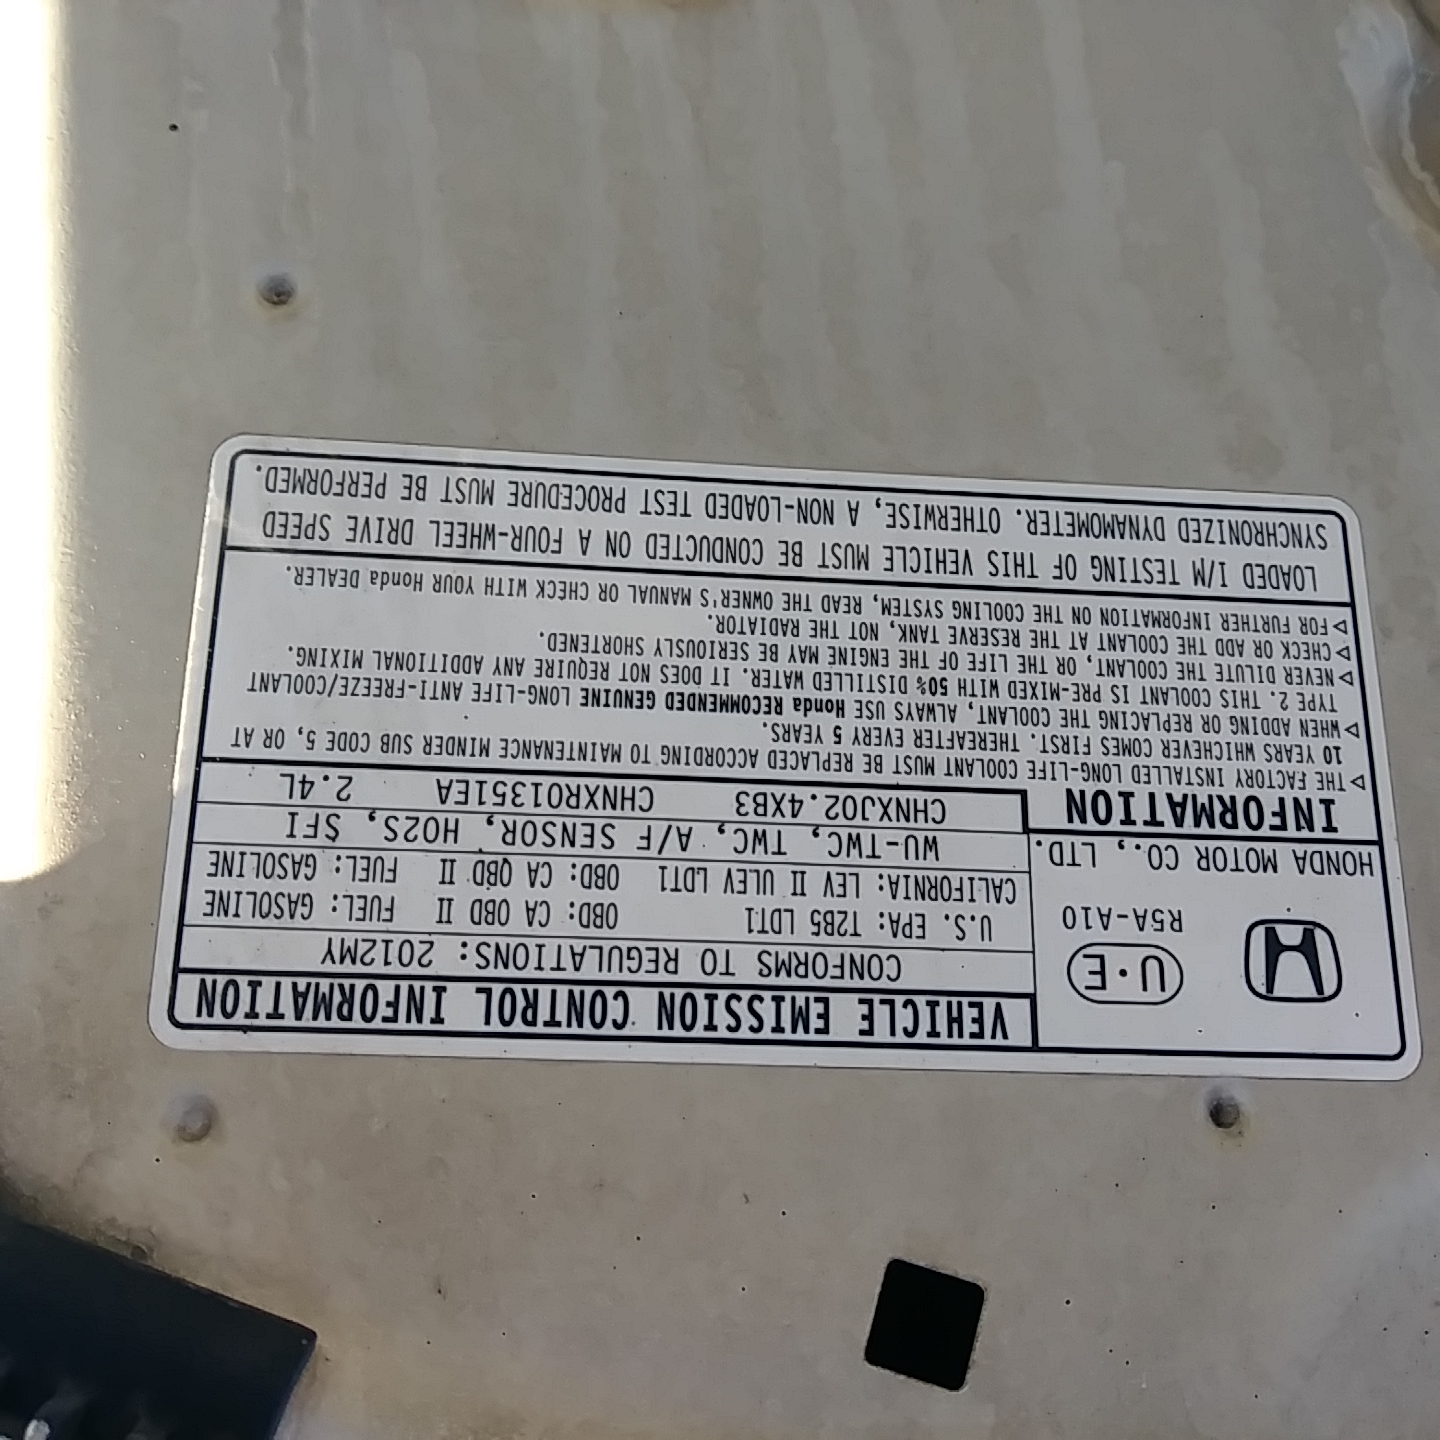 VEHICLE EMISSION CONTROL INFORMATION
CONFORMS TO REGULATIONS: 2012MY
U.S. EPA: T2B5 LDT1 OBD: CA OBD II FUEL: GASOLINE
CALIFORNIA: LEV II ULEV LDT1 OBD: CA OBD II FUEL: GASOLINE
WU-TWC, TWC, A/F SENSOR, HO2S, SFI
CHNXJ02.4XB3 CHNXR0135IEA 2.4L
U·E
R5A-A10
HONDA MOTOR CO., LTD.
INFORMATION
▷ THE FACTORY INSTALLED LONG-LIFE COOLANT MUST BE REPLACED ACCORDING TO MAINTENANCE MINDER SUB CODE 5, OR AT
10 YEARS WHICHEVER COMES FIRST. THEREAFTER EVERY 5 YEARS.
▷ WHEN ADDING OR REPLACING THE COOLANT, ALWAYS USE Honda RECOMMENDED GENUINE LONG-LIFE ANTI-FREEZE/COOLANT
TYPE 2. THIS COOLANT IS PRE-MIXED WITH 50% DISTILLED WATER. IT DOES NOT REQUIRE ANY ADDITIONAL MIXING.
▷ NEVER DILUTE THE COOLANT, OR THE LIFE OF THE ENGINE MAY BE SERIOUSLY SHORTENED.
▷ CHECK OR ADD THE COOLANT AT THE RESERVE TANK, NOT THE RADIATOR.
▷ FOR FURTHER INFORMATION ON THE COOLING SYSTEM, READ THE OWNER'S MANUAL OR CHECK WITH YOUR Honda DEALER.
LOADED I/M TESTING OF THIS VEHICLE MUST BE CONDUCTED ON A FOUR-WHEEL DRIVE SPEED
SYNCHRONIZED DYNAMOMETER. OTHERWISE, A NON-LOADED TEST PROCEDURE MUST BE PERFORMED.